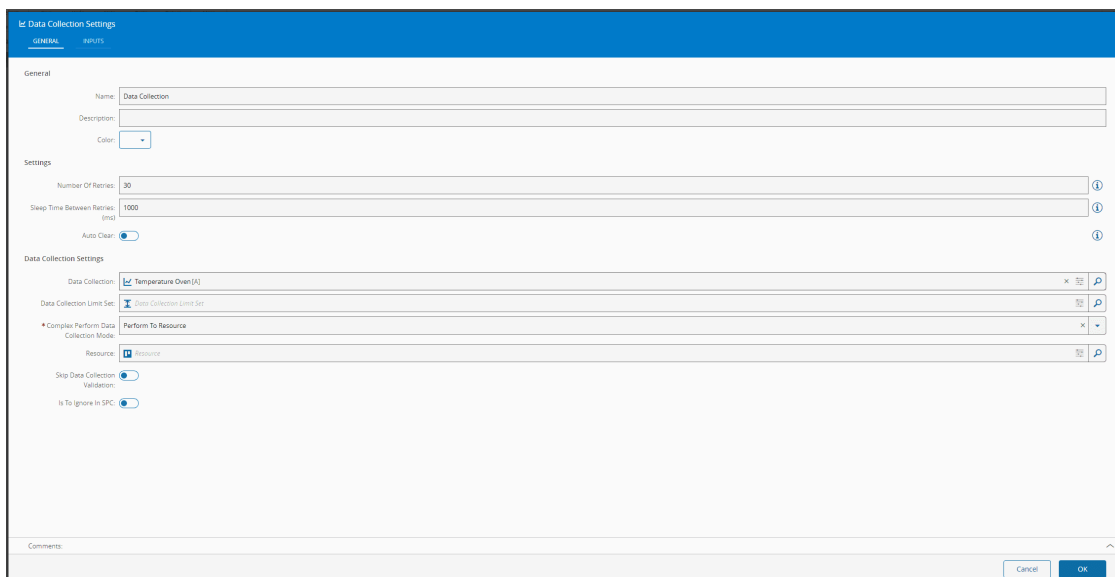 Data Collection Settings
GENERAL INPUTS
General
Name: Data Collection
Description:
Color:
Settings
Number Of Retries: 30
Sleep Time Between Retries: 1000
(ms)
Auto Clear:
Data Collection Settings
Data Collection: Temperature Oven [A]
Data Collection Limit Set: Data Collection Limit Set
* Complex Perform Data Perform To Resource
Collection Mode:
Resource: Resource
Skip Data Collection
Validation:
Is To Ignore In SPC:
Comments:
Cancel OK